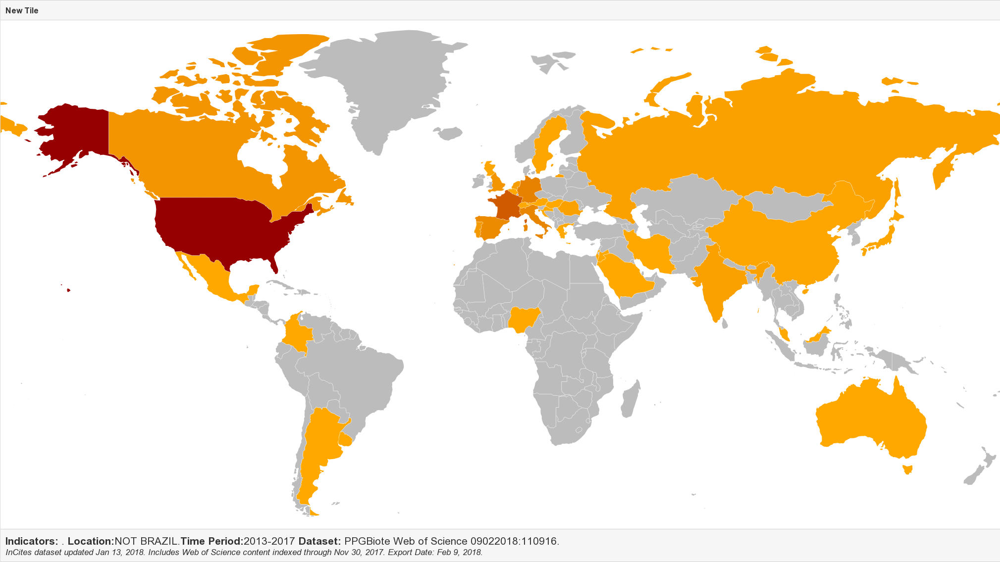 New Tile
Indicators: . Location:NOT BRAZIL.Time Period:2013-2017 Dataset: PPGBiote Web of Science 09022018:110916.
InCites dataset updated Jan 13, 2018. Includes Web of Science content indexed through Nov 30, 2017. Export Date: Feb 9, 2018.